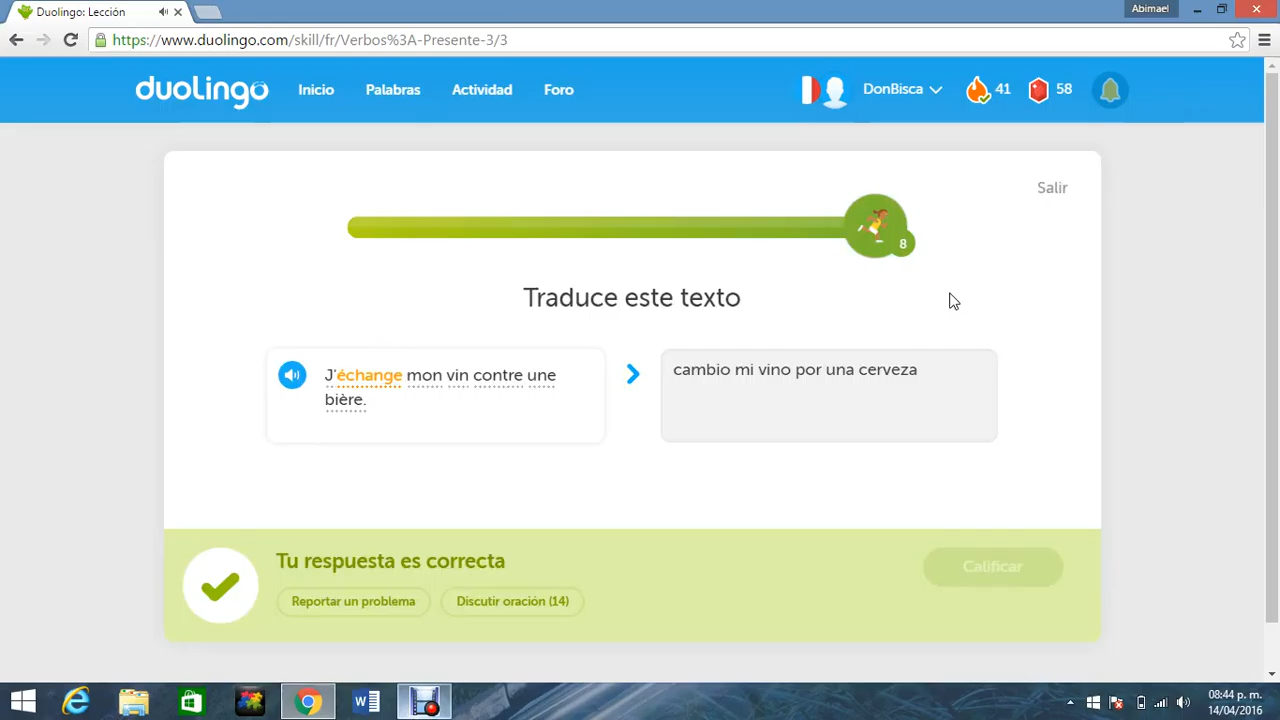 Duolingo: Lección
Abimael
https://www.duolingo.com/skill/fr/Verbos%3A-Presente-3/3
duolingo
Inicio
Palabras
Actividad
Foro
DonBisca
41
58
Salir
8
Traduce este texto
J'échange mon vin contre une
bière.
cambio mi vino por una cerveza
Tu respuesta es correcta
Reportar un problema
Discutir oración (14)
Calificar
08:44 p. m.
14/04/2016